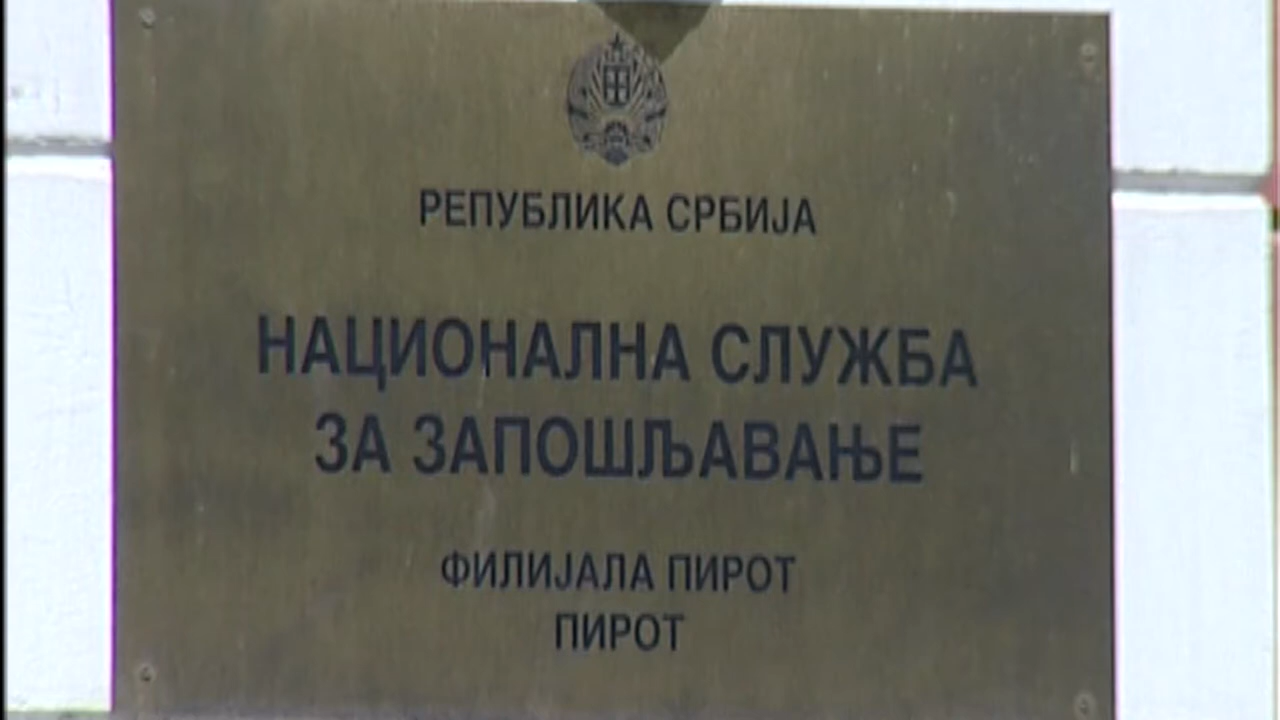 РЕПУБЛИКА СРБИЈА
НАЦИОНАЛНА СЛУЖБА
ЗА ЗАПОШЉАВАЊЕ
ФИЛИЈАЛА ПИРОТ
ПИРОТ